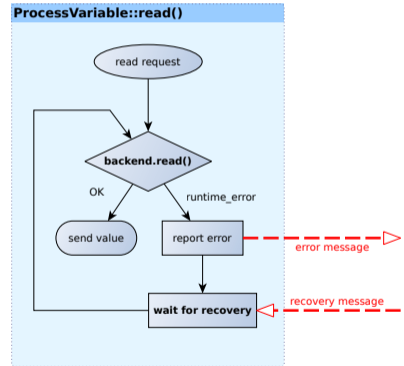 ProcessVariable::read()
read request
backend.read()
OK
runtime_error
send value
report error
error message
recovery message
wait for recovery